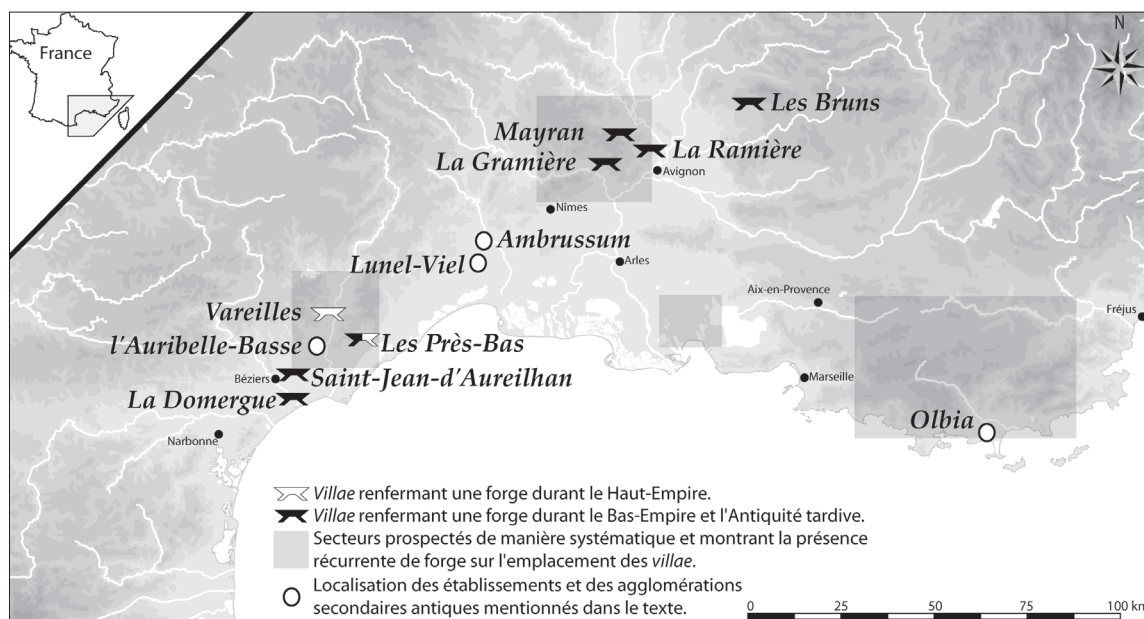 France
N
Les Bruns
Mayran
La Ramière
La Gramière
Avignon
Nîmes
Ambrussum
Lunel-Viel
Arles
Aix-en-Provence
Fréjus
Vareilles
l'Auribelle-Basse
Les Près-Bas
Béziers
Saint-Jean-d'Aureilhan
Marseille
La Domergue
Olbia
Narbonne
Villae renfermant une forge durant le Haut-Empire.
Villae renfermant une forge durant le Bas-Empire et l'Antiquité tardive.
Secteurs prospectés de manière systématique et montrant la présence
récurrente de forge sur l'emplacement des villae.
Localisation des établissements et des agglomérations
secondaires antiques mentionnés dans le texte.
0 25 50 75 100 km